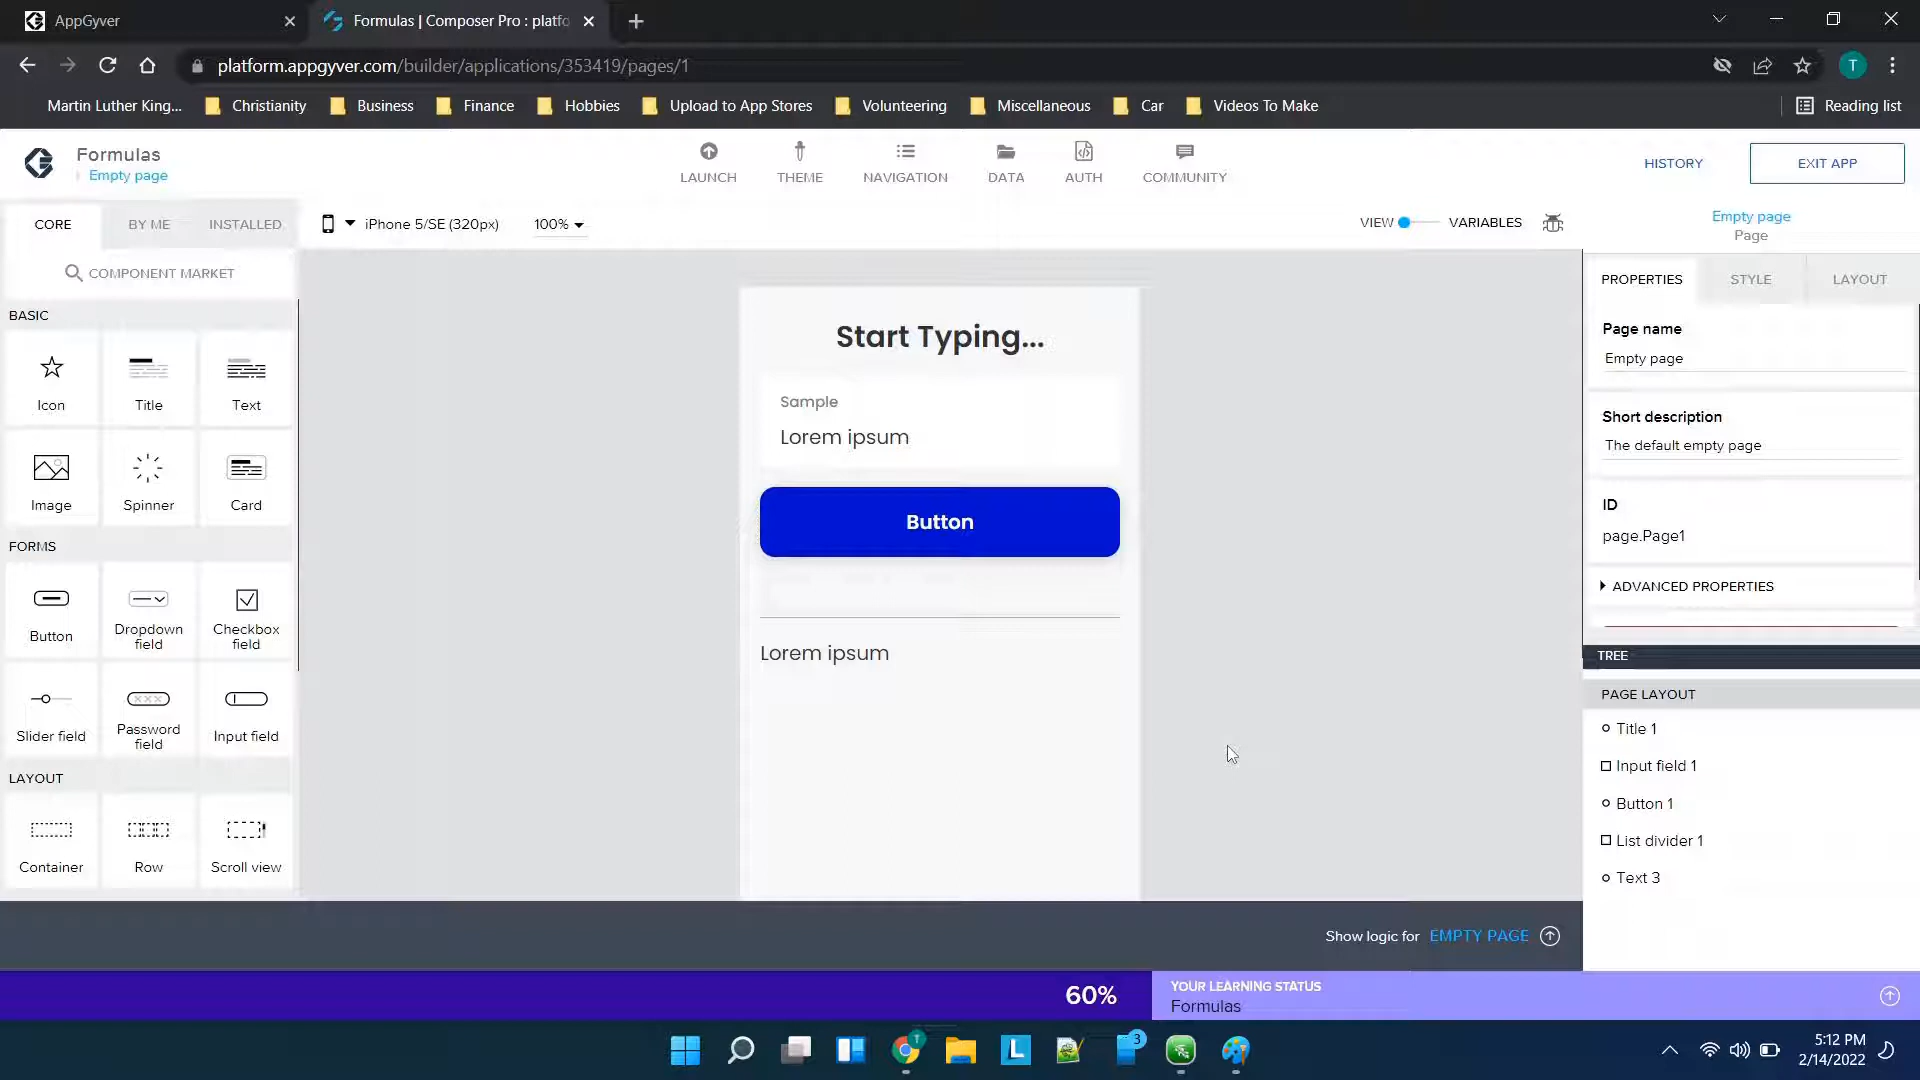 AppGyver
Formulas | Composer Pro : platfo
platform.appgyver.com/builder/applications/353419/pages/1
T
Martin Luther King...
Christianity
Business
Finance
Hobbies
Upload to App Stores
Volunteering
Miscellaneous
Car
Videos To Make
Reading list
Formulas
Empty page
LAUNCH
THEME
NAVIGATION
DATA
AUTH
COMMUNITY
HISTORY
EXIT APP
CORE
BY ME
INSTALLED
iPhone 5/SE (320px)
100%
VIEW
VARIABLES
Empty page
Page
COMPONENT MARKET
PROPERTIES
STYLE
LAYOUT
BASIC
Icon
Title
Text
Image
Spinner
Card
FORMS
Button
Dropdown
field
Checkbox
field
Slider field
Password
field
Input field
LAYOUT
Container
Row
Scroll view
Start Typing...
Sample
Lorem ipsum
Button
Lorem ipsum
Page name
Empty page
Short description
The default empty page
ID
page.Page1
ADVANCED PROPERTIES
TREE
PAGE LAYOUT
Title 1
Input field 1
Button 1
List divider 1
Text 3
Show logic for EMPTY PAGE
60%
YOUR LEARNING STATUS
Formulas
T
L
3
5:12 PM
2/14/2022